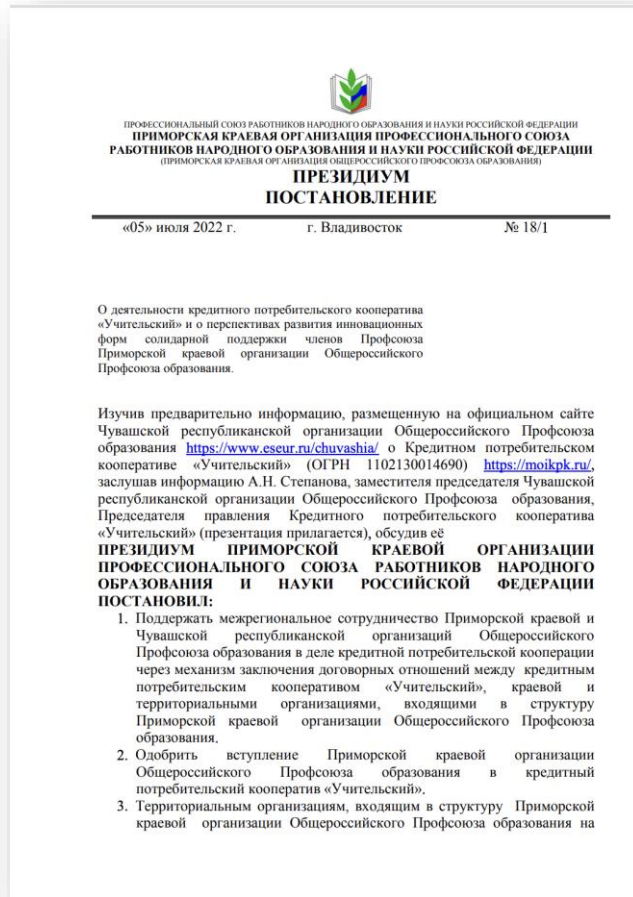 ПРОФЕССИОНАЛЬНЫЙ СОЮЗ РАБОТНИКОВ НАРОДНОГО ОБРАЗОВАНИЯ И НАУКИ РОССИЙСКОЙ ФЕДЕРАЦИИ
ПРИМОРСКАЯ КРАЕВАЯ ОРГАНИЗАЦИЯ ПРОФЕССИОНАЛЬНОГО СОЮЗА
РАБОТНИКОВ НАРОДНОГО ОБРАЗОВАНИЯ И НАУКИ РОССИЙСКОЙ ФЕДЕРАЦИИ
(ПРИМОРСКАЯ КРАЕВАЯ ОРГАНИЗАЦИЯ ОБЩЕРОССИЙСКОГО ПРОФСОЮЗА ОБРАЗОВАНИЯ)
ПРЕЗИДИУМ
ПОСТАНОВЛЕНИЕ
«05» июля 2022 г. г. Владивосток № 18/1
О деятельности кредитного потребительского кооператива
«Учительский» и о перспективах развития инновационных
форм солидарной поддержки членов Профсоюза
Приморской краевой организации Общероссийского
Профсоюза образования.
Изучив предварительно информацию, размещенную на официальном сайте
Чувашской республиканской организации Общероссийского Профсоюза
образования https://www.eseur.ru/chuvashia/ о Кредитном потребительском
кооперативе «Учительский» (ОГРН 1102130014690) https://moikpk.ru/,
заслушав информацию А.Н. Степанова, заместителя председателя Чувашской
республиканской организации Общероссийского Профсоюза образования,
Председателя правления Кредитного потребительского кооператива
«Учительский» (презентация прилагается), обсудив её
ПРЕЗИДИУМ ПРИМОРСКОЙ КРАЕВОЙ ОРГАНИЗАЦИИ
ПРОФЕССИОНАЛЬНОГО СОЮЗА РАБОТНИКОВ НАРОДНОГО
ОБРАЗОВАНИЯ И НАУКИ РОССИЙСКОЙ ФЕДЕРАЦИИ
ПОСТАНОВИЛ:
1. Поддержать межрегиональное сотрудничество Приморской краевой и
Чувашской республиканской организаций Общероссийского
Профсоюза образования в деле кредитной потребительской кооперации
через механизм заключения договорных отношений между кредитным
потребительским кооперативом «Учительский», краевой и
территориальными организациями, входящими в структуру
Приморской краевой организации Общероссийского Профсоюза
образования.
2. Одобрить вступление Приморской краевой организации
Общероссийского Профсоюза образования в кредитный
потребительский кооператив «Учительский».
3. Территориальным организациям, входящим в структуру Приморской
краевой организации Общероссийского Профсоюза образования на